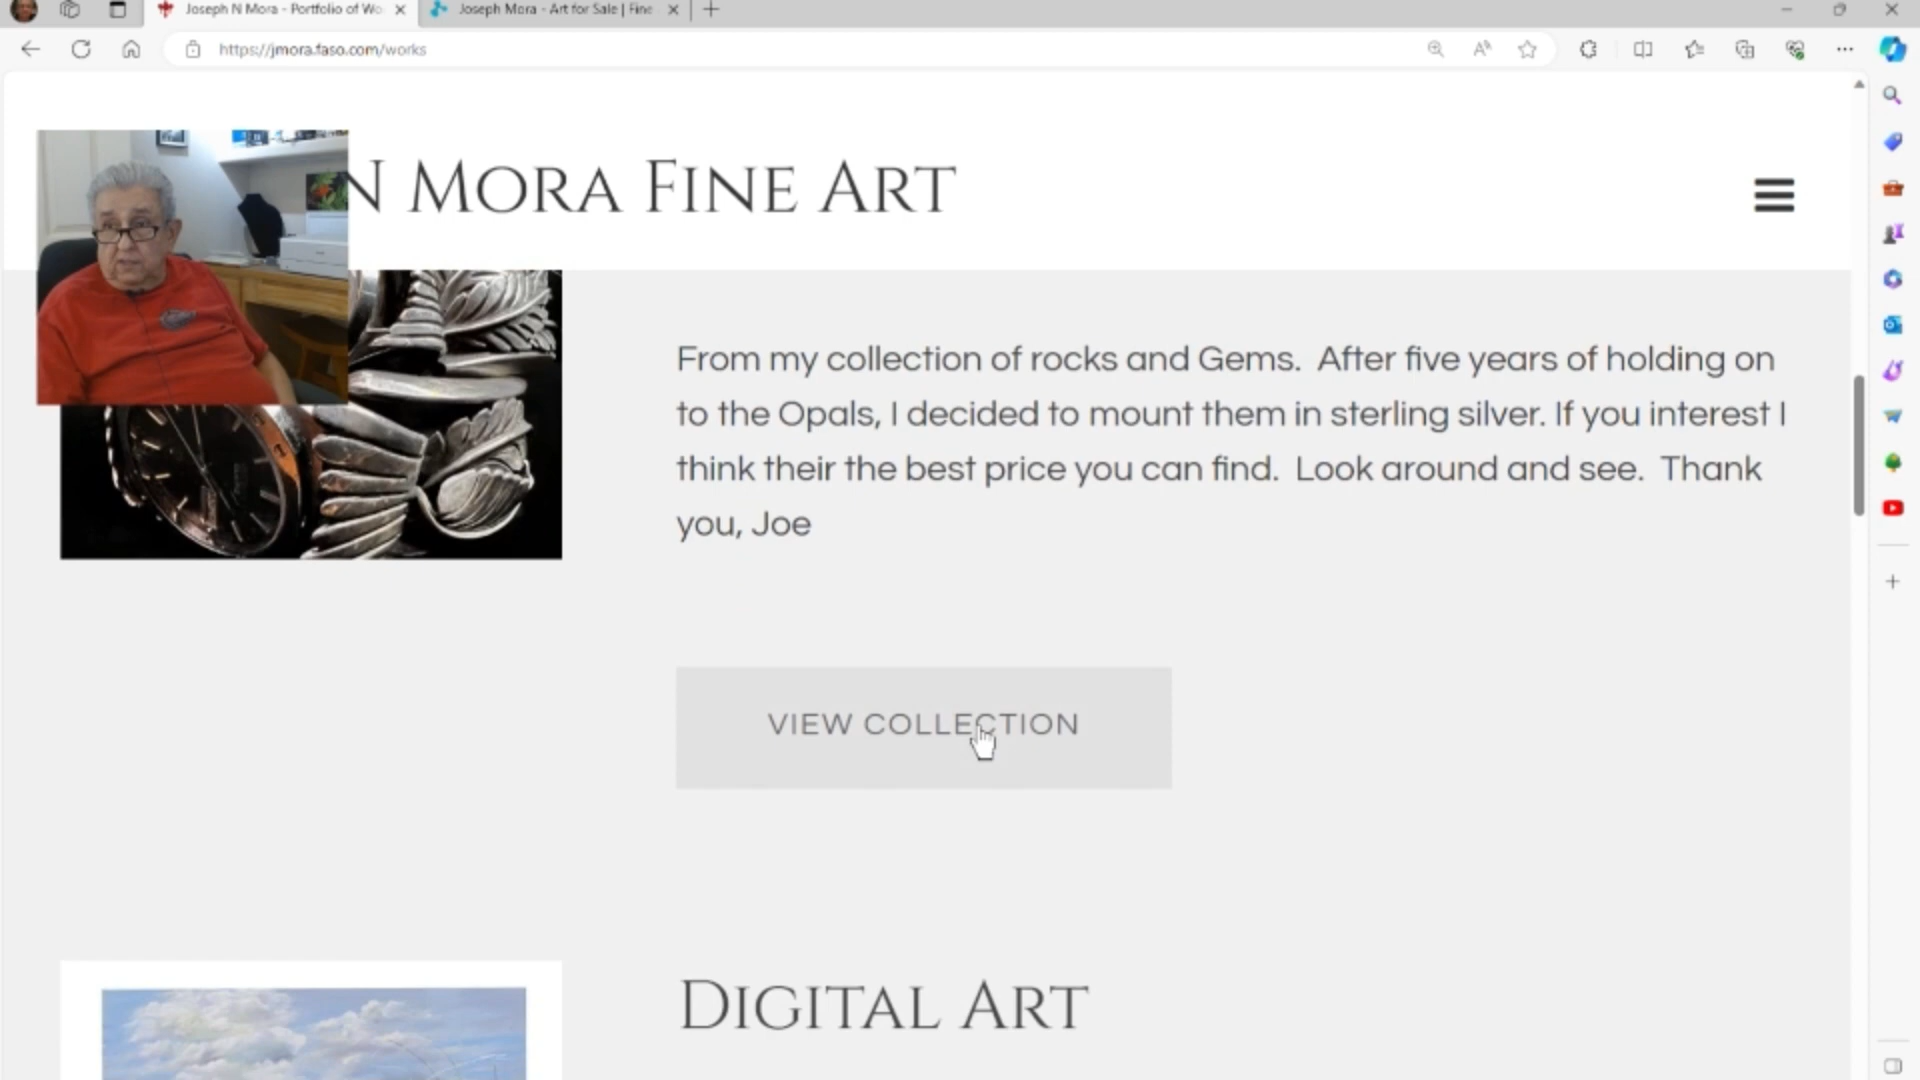 Joseph N Mora - Portfolio of Wo
Joseph Mora - Art for Sale | Fine
https://jmora.faso.com/works
N Mora Fine Art
From my collection of rocks and Gems. After five years of holding on
to the Opals, I decided to mount them in sterling silver. If you interest I
think their the best price you can find. Look around and see. Thank
you, Joe
VIEW COLLECTION
Digital Art